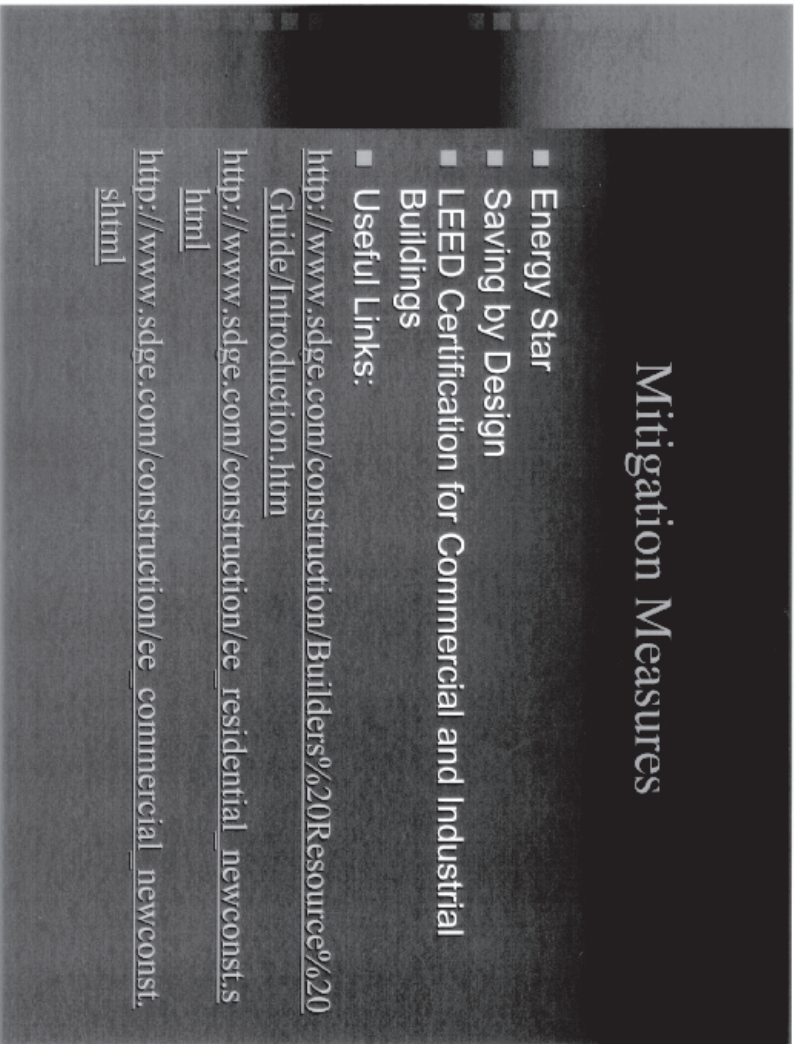 Mitigation Measures
Energy Star
Saving by Design
LEED Certification for Commercial and Industrial
Buildings
Useful Links:
http://www.sdge.com/construction/Builders%20Resource%20
Guide/Introduction.htm
http://www.sdge.com/construction/ee_residential_newconst.s
html
http://www.sdge.com/construction/ee_commercial_newconst.
shtml